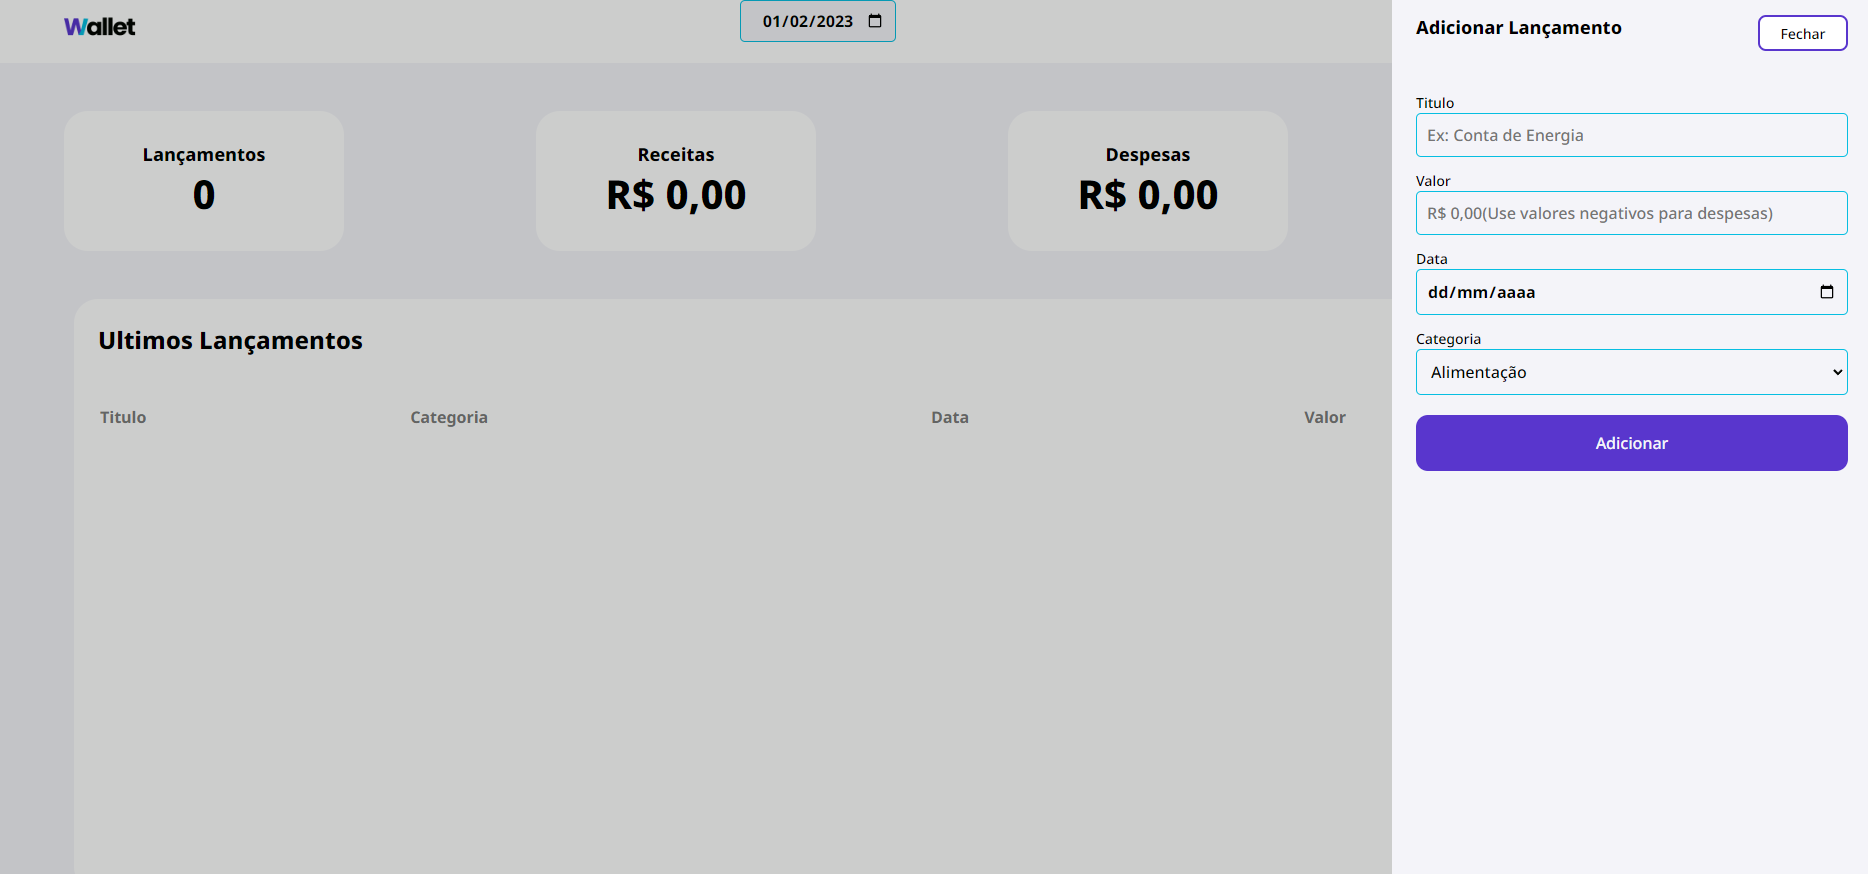 Wallet
01/02/2023
Lançamentos
0
Receitas
R$ 0,00
Despesas
R$ 0,00
Ultimos Lançamentos
Titulo Categoria Data Valor
Adicionar Lançamento
Fechar
Titulo
Ex: Conta de Energia
Valor
R$ 0,00(Use valores negativos para despesas)
Data
dd/mm/aaaa
Categoria
Alimentação
Adicionar